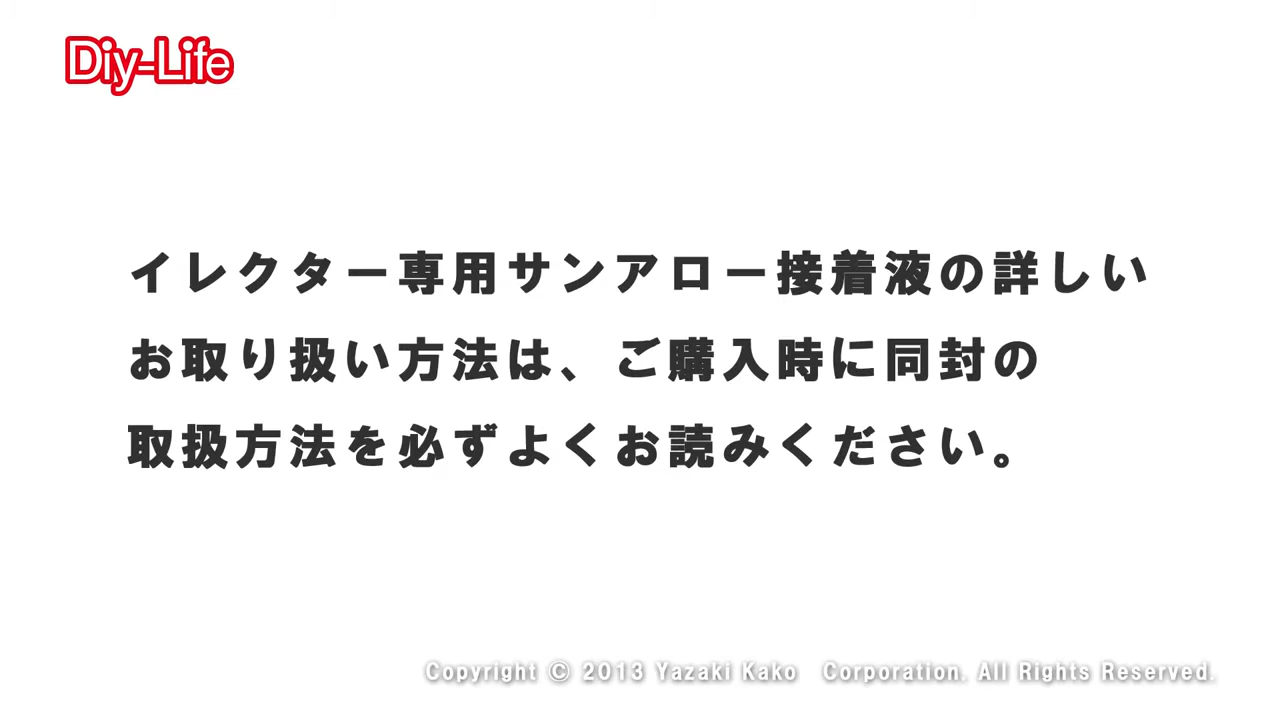 Diy-Life
イレクター専用サンアロー接着液の詳しい
お取り扱い方法は、ご購入時に同封の
取扱方法を必ずよくお読みください。
Copyright © 2013 Yazaki Kako　Corporation. All Rights Reserved.